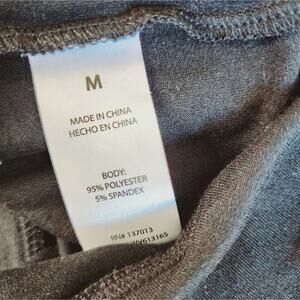 M
MADE IN CHINA
HECHO EN CHINA
BODY:
95% POLYESTER
5% SPANDEX
RN# 137013